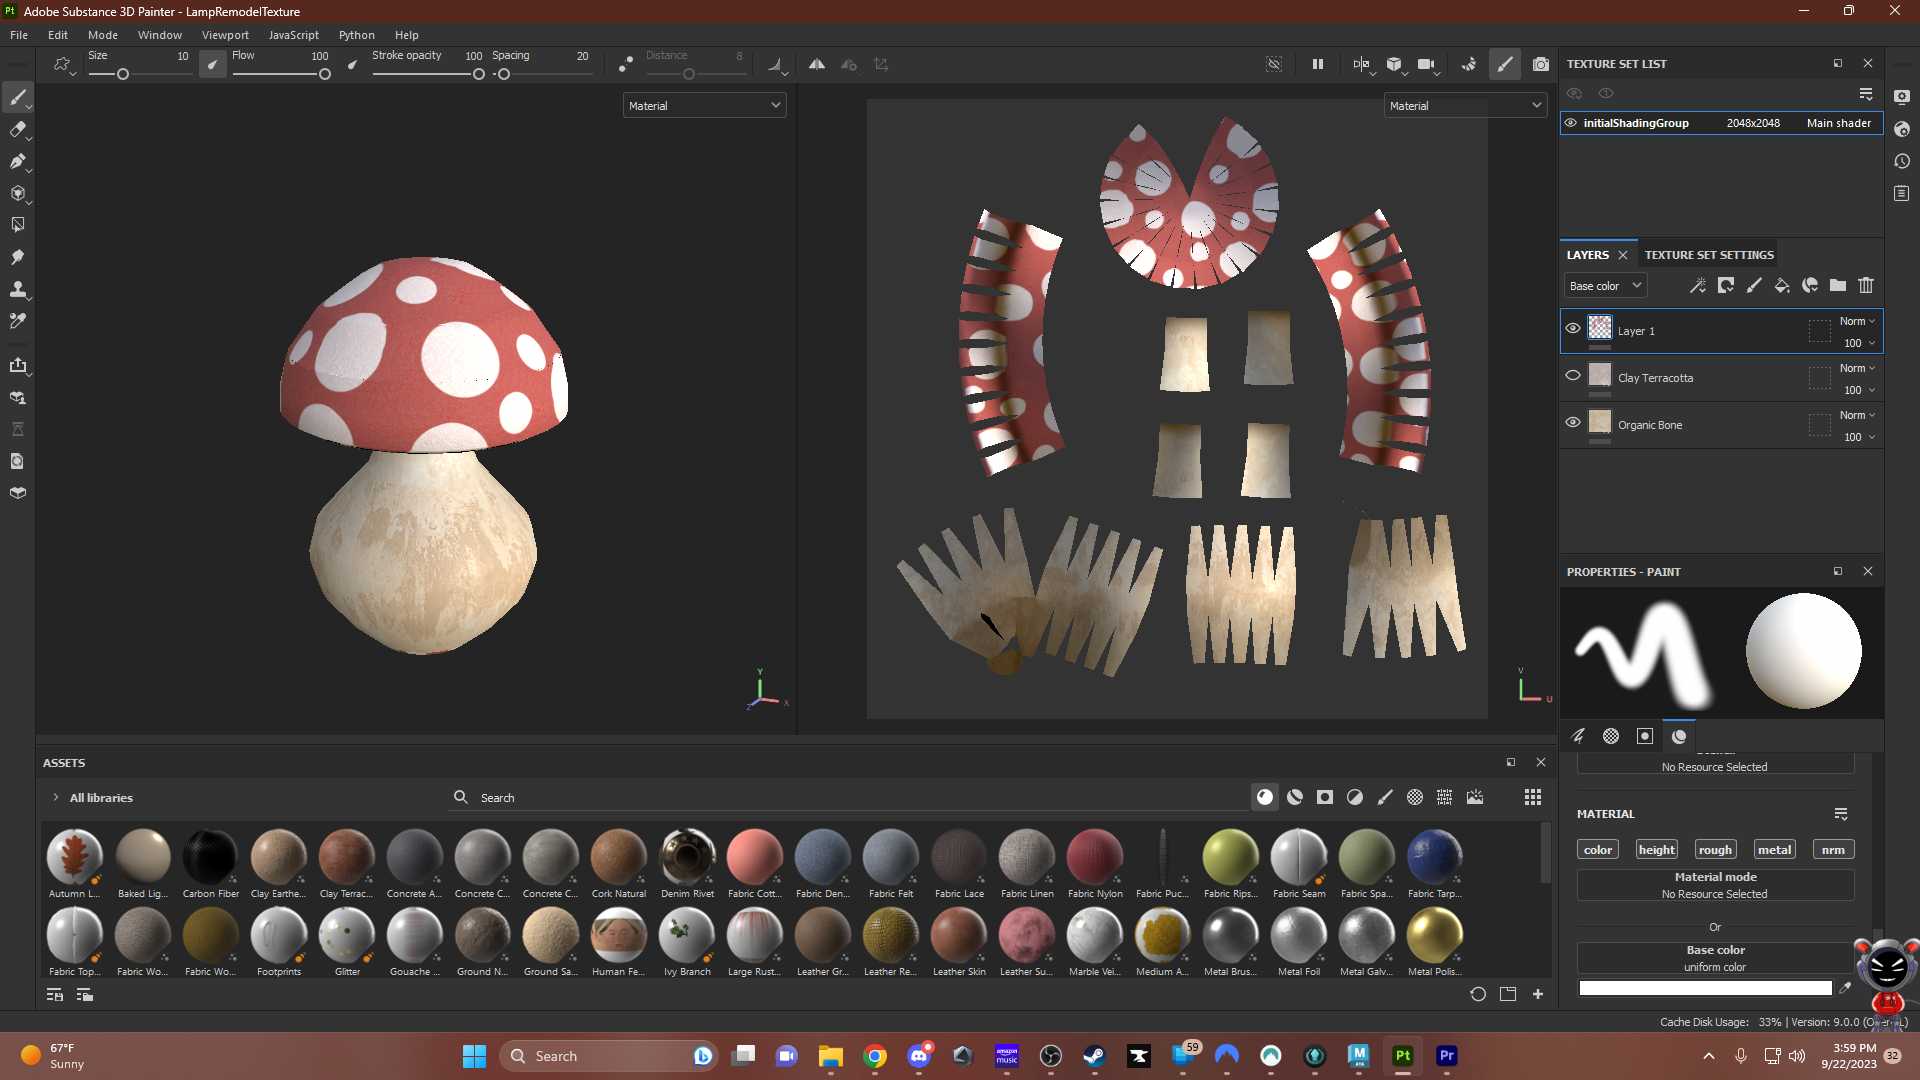 Pt Adobe Substance 3D Painter - LampRemodelTexture
File Edit Mode Window Viewport JavaScript Python Help
Size 10 Flow 100 Stroke opacity 100 Spacing 20 Distance 8
Material
Material
TEXTURE SET LIST
initialShadingGroup 2048x2048 Main shader
LAYERS TEXTURE SET SETTINGS
Base color
Layer 1 Norm 100
Clay Terracotta Norm 100
Organic Bone Norm 100
Y X Z
V U
PROPERTIES - PAINT
No Resource Selected
MATERIAL
color height rough metal nrm
Material mode
No Resource Selected
Or
Base color
uniform color
ASSETS
All libraries Search
Autumn L... Baked Lig... Carbon Fiber Clay Earthe... Clay Terrac... Concrete A... Concrete C... Concrete C... Cork Natural Denim Rivet Fabric Cott... Fabric Den... Fabric Felt Fabric Lace Fabric Linen Fabric Nylon Fabric Puc... Fabric Rips... Fabric Seam Fabric Spa... Fabric Tarp...
Fabric Top... Fabric Wo... Fabric Wo... Footprints Glitter Gouache ... Ground N... Ground Sa... Human Fe... Ivy Branch Large Rust... Leather Gr... Leather Re... Leather Skin Leather Su... Marble Vei... Medium A... Metal Brus... Metal Foil Metal Galv... Metal Polis...
Cache Disk Usage: 33% | Version: 9.0.0
67°F
Sunny
Search
amazon music
59
M
Pt
Pr
3:59 PM
9/22/2023
32